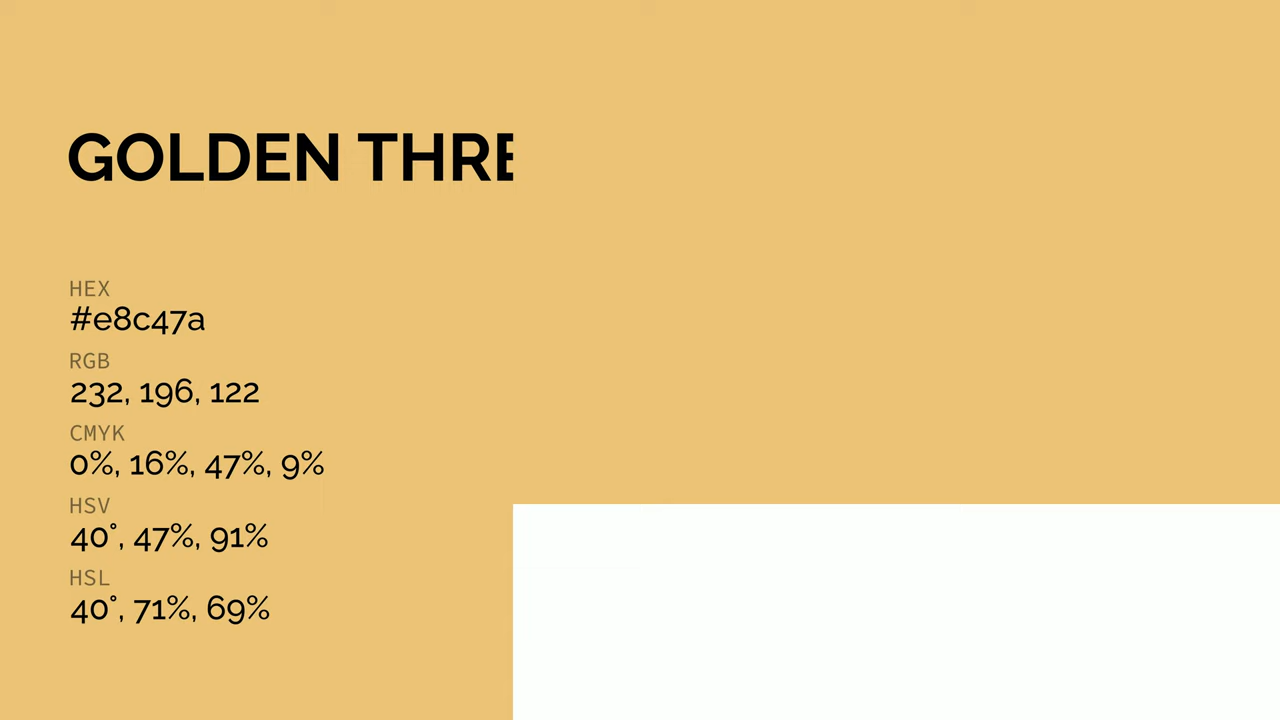 GOLDEN THRE
HEX
#e8c47a
RGB
232, 196, 122
CMYK
0%, 16%, 47%, 9%
HSV
40°, 47%, 91%
HSL
40°, 71%, 69%